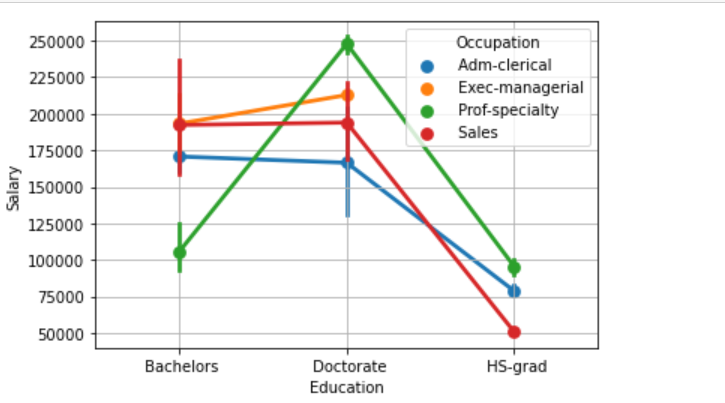 Occupation
Adm-clerical
Exec-managerial
Prof-specialty
Sales
250000
225000
200000
175000
150000
125000
100000
75000
50000
Salary
Bachelors Doctorate HS-grad
Education